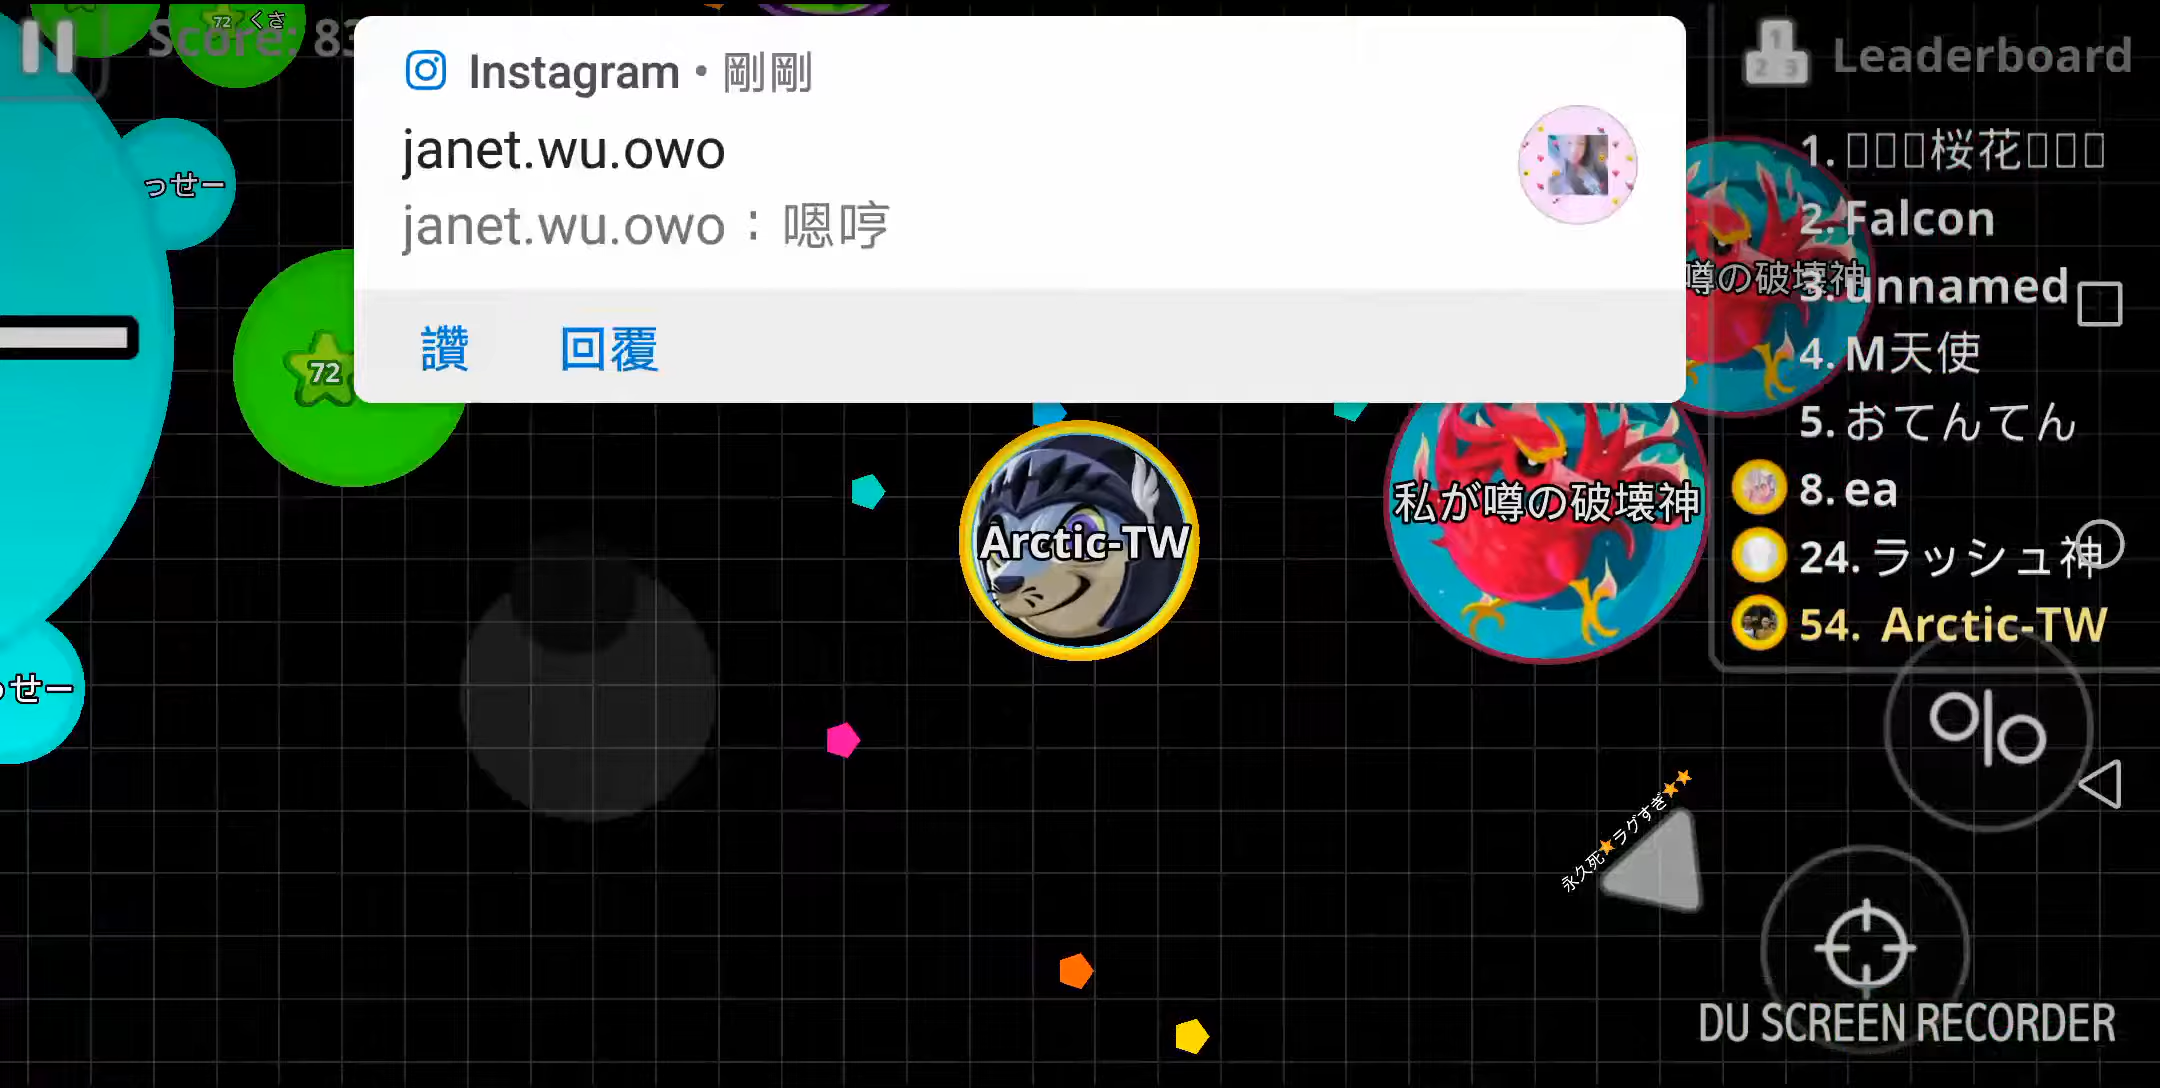 72 くさ
Score: 83
Instagram • 剛剛
janet.wu.owo
janet.wu.owo：嗯哼
讚 回覆
っせー
72
Arctic-TW
私が噂の破壊神
噂の破壊神
っせー
永久死★ラグすぎ★★
Leaderboard
1. 桜花
2. Falcon
3. unnamed
4. M天使
5. おてんてん
8. ea
24. ラッシュ神
54. Arctic-TW
DU SCREEN RECORDER